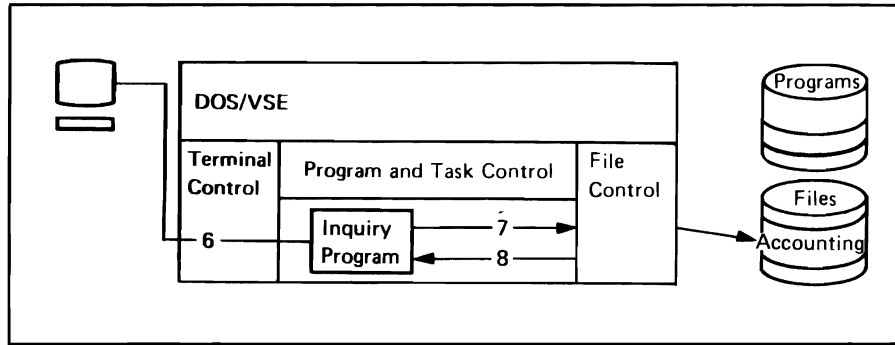 DOS/VSE
Programs
Terminal
Control
Program and Task Control
File
Control
Files
Accounting
6
Inquiry
Program
7
8